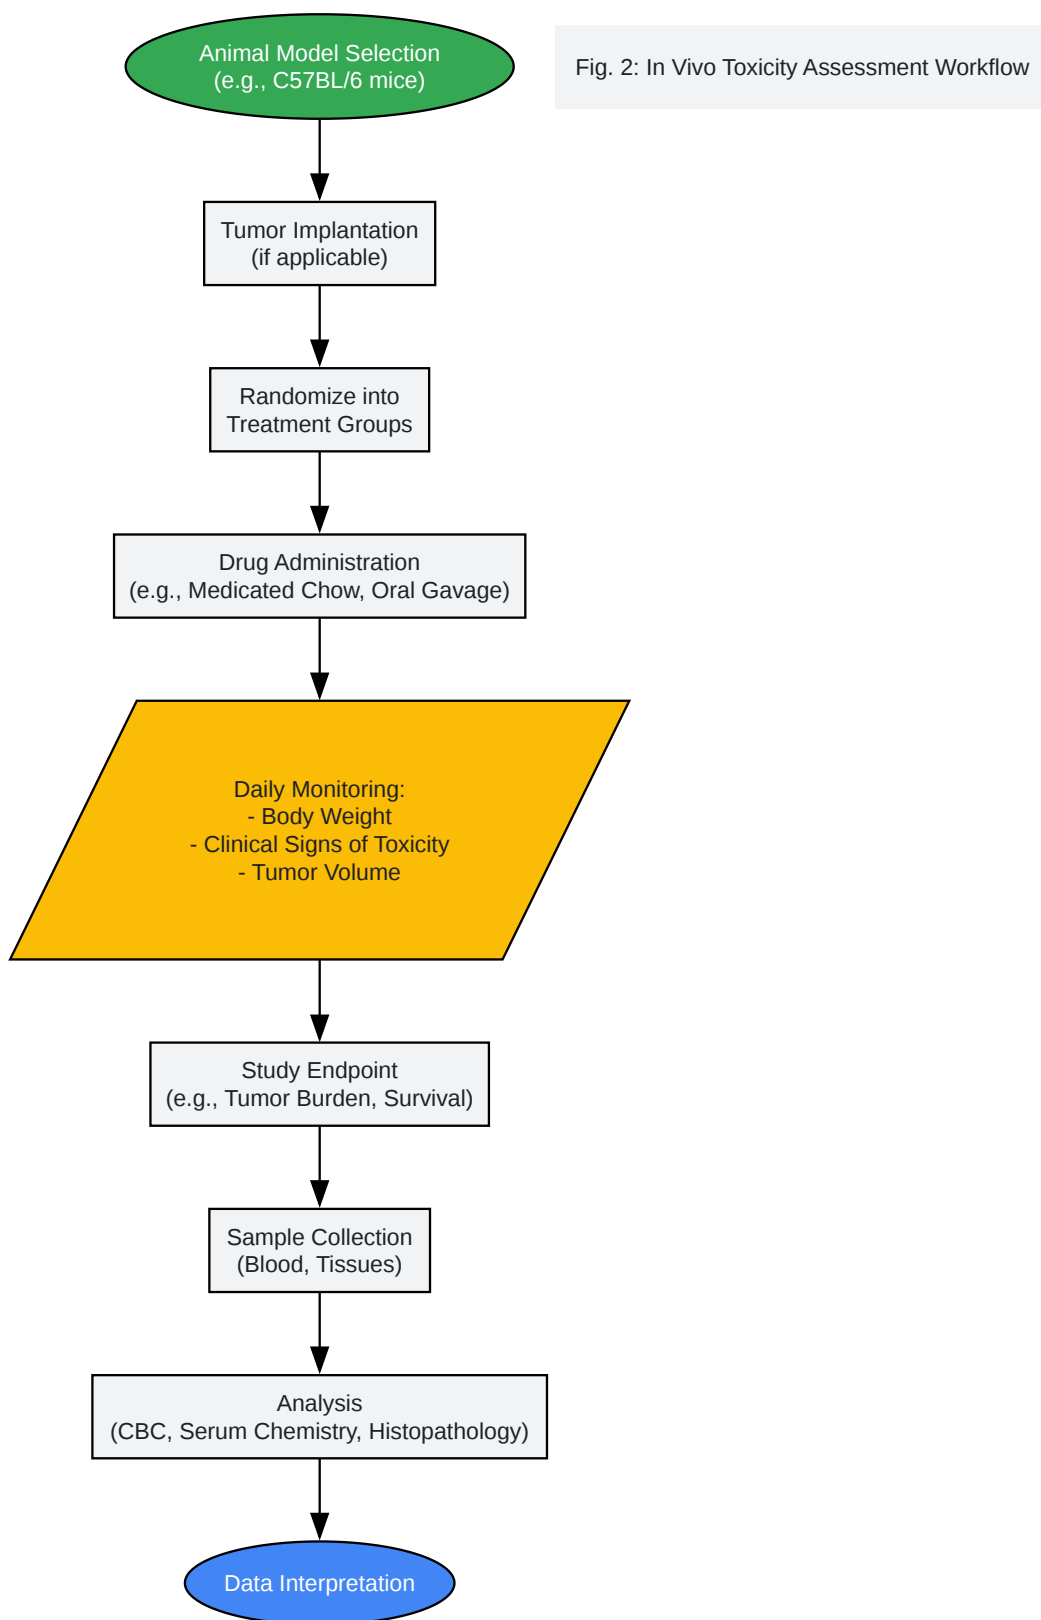 Animal Model Selection
(e.g., C57BL/6 mice)
Fig. 2: In Vivo Toxicity Assessment Workflow
Tumor Implantation
(if applicable)
Randomize into
Treatment Groups
Drug Administration
(e.g., Medicated Chow, Oral Gavage)
Daily Monitoring:
- Body Weight
- Clinical Signs of Toxicity
- Tumor Volume
Study Endpoint
(e.g., Tumor Burden, Survival)
Sample Collection
(Blood, Tissues)
Analysis
(CBC, Serum Chemistry, Histopathology)
Data Interpretation